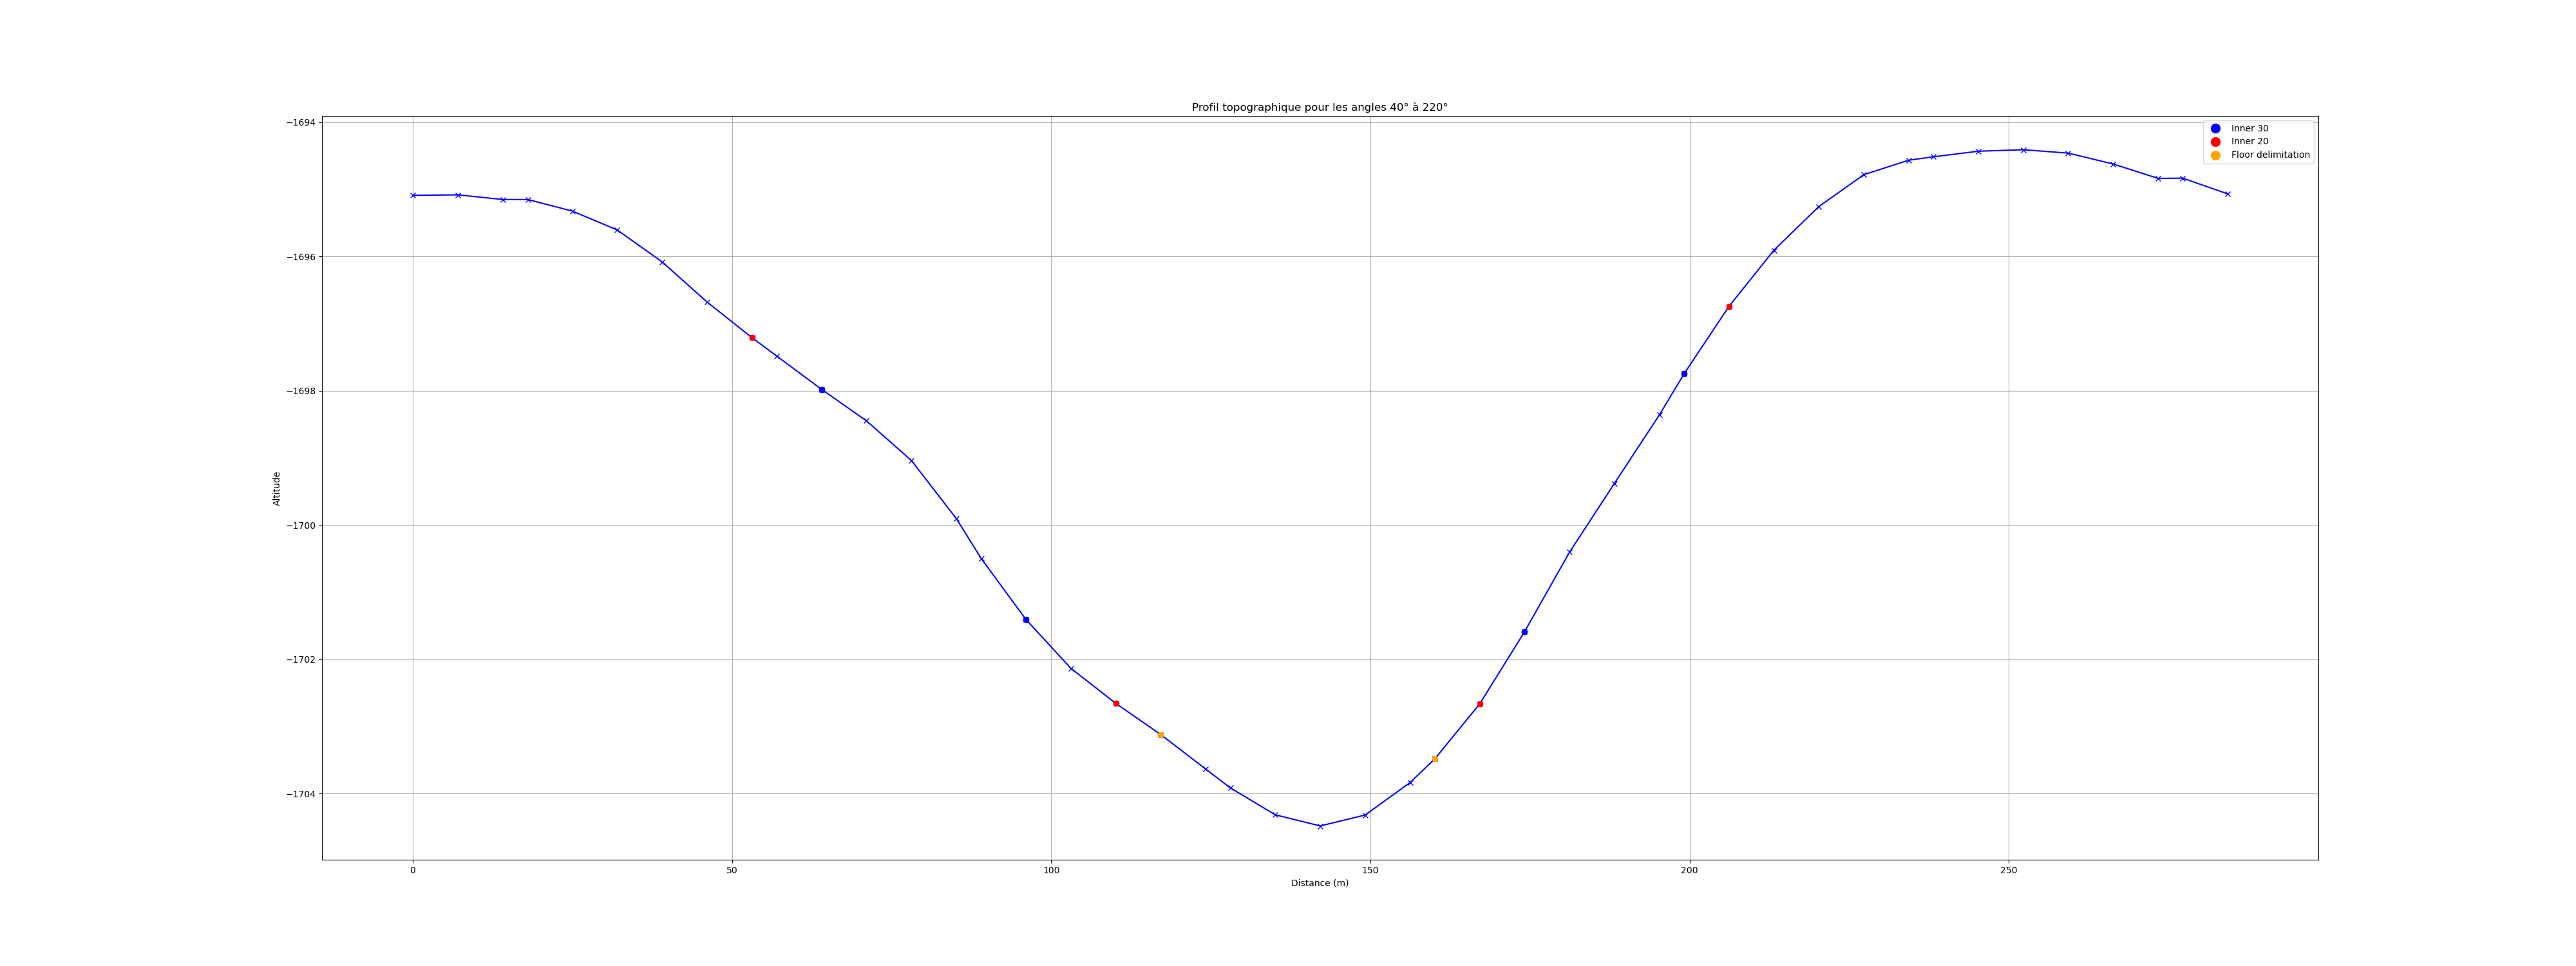 Profil topographique pour les angles 40° à 220°
Inner 30
Inner 20
Floor delimitation
Altitude
−1694
−1696
−1698
−1700
−1702
−1704
0 50 100 150 200 250
Distance (m)